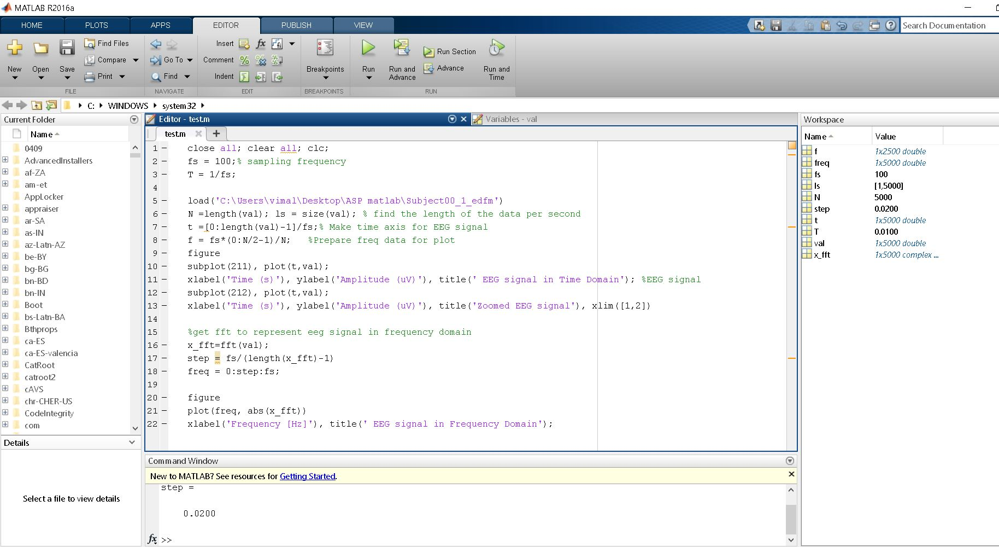 MATLAB R2016a
HOME PLOTS APPS EDITOR PUBLISH VIEW
Search Documentation
New
Open
Save
Find Files
Compare
Print
FILE
Go To
Find
NAVIGATE
Insert
Comment
Indent
EDIT
Breakpoints
BREAKPOINTS
Run
Run and
Advance
Run Section
Advance
Run and
Time
RUN
C: WINDOWS system32
Current Folder
Name
0409
AdvancedInstallers
af-ZA
am-et
AppLocker
appraiser
ar-SA
as-IN
az-Latn-AZ
be-BY
bg-BG
bn-BD
bn-IN
Boot
bs-Latn-BA
Bthprops
ca-ES
ca-ES-valencia
CatRoot
catroot2
cAVS
chr-CHER-US
CodeIntegrity
com
Details
Select a file to view details
Editor - test.m
Variables - val
test.m
1 – close all; clear all; clc;
2 – fs = 100;% sampling frequency
3 – T = 1/fs;
4
5 – load('C:\Users\vimal\Desktop\ASP matlab\Subject00_1_edfm')
6 – N =length(val); ls = size(val); % find the length of the data per second
7 – t =[0:length(val)-1]/fs;% Make time axis for EEG signal
8 – f = fs*(0:N/2-1)/N; %Prepare freq data for plot
9 – figure
10 – subplot(211), plot(t,val);
11 – xlabel('Time (s)'), ylabel('Amplitude (uV)'), title(' EEG signal in Time Domain'); %EEG signal
12 – subplot(212), plot(t,val);
13 – xlabel('Time (s)'), ylabel('Amplitude (uV)'), title('Zoomed EEG signal'), xlim([1,2])
14
15 %get fft to represent eeg signal in frequency domain
16 – x_fft=fft(val);
17 – step = fs/(length(x_fft)-1)
18 – freq = 0:step:fs;
19
20 – figure
21 – plot(freq, abs(x_fft))
22 – xlabel('Frequency [Hz]'), title(' EEG signal in Frequency Domain');
Command Window
New to MATLAB? See resources for Getting Started.
step =
0.0200
fx >>
Workspace
Name Value
f 1x2500 double
freq 1x5000 double
fs 100
ls [1,5000]
N 5000
step 0.0200
t 1x5000 double
T 0.0100
val 1x5000 double
x_fft 1x5000 complex ...